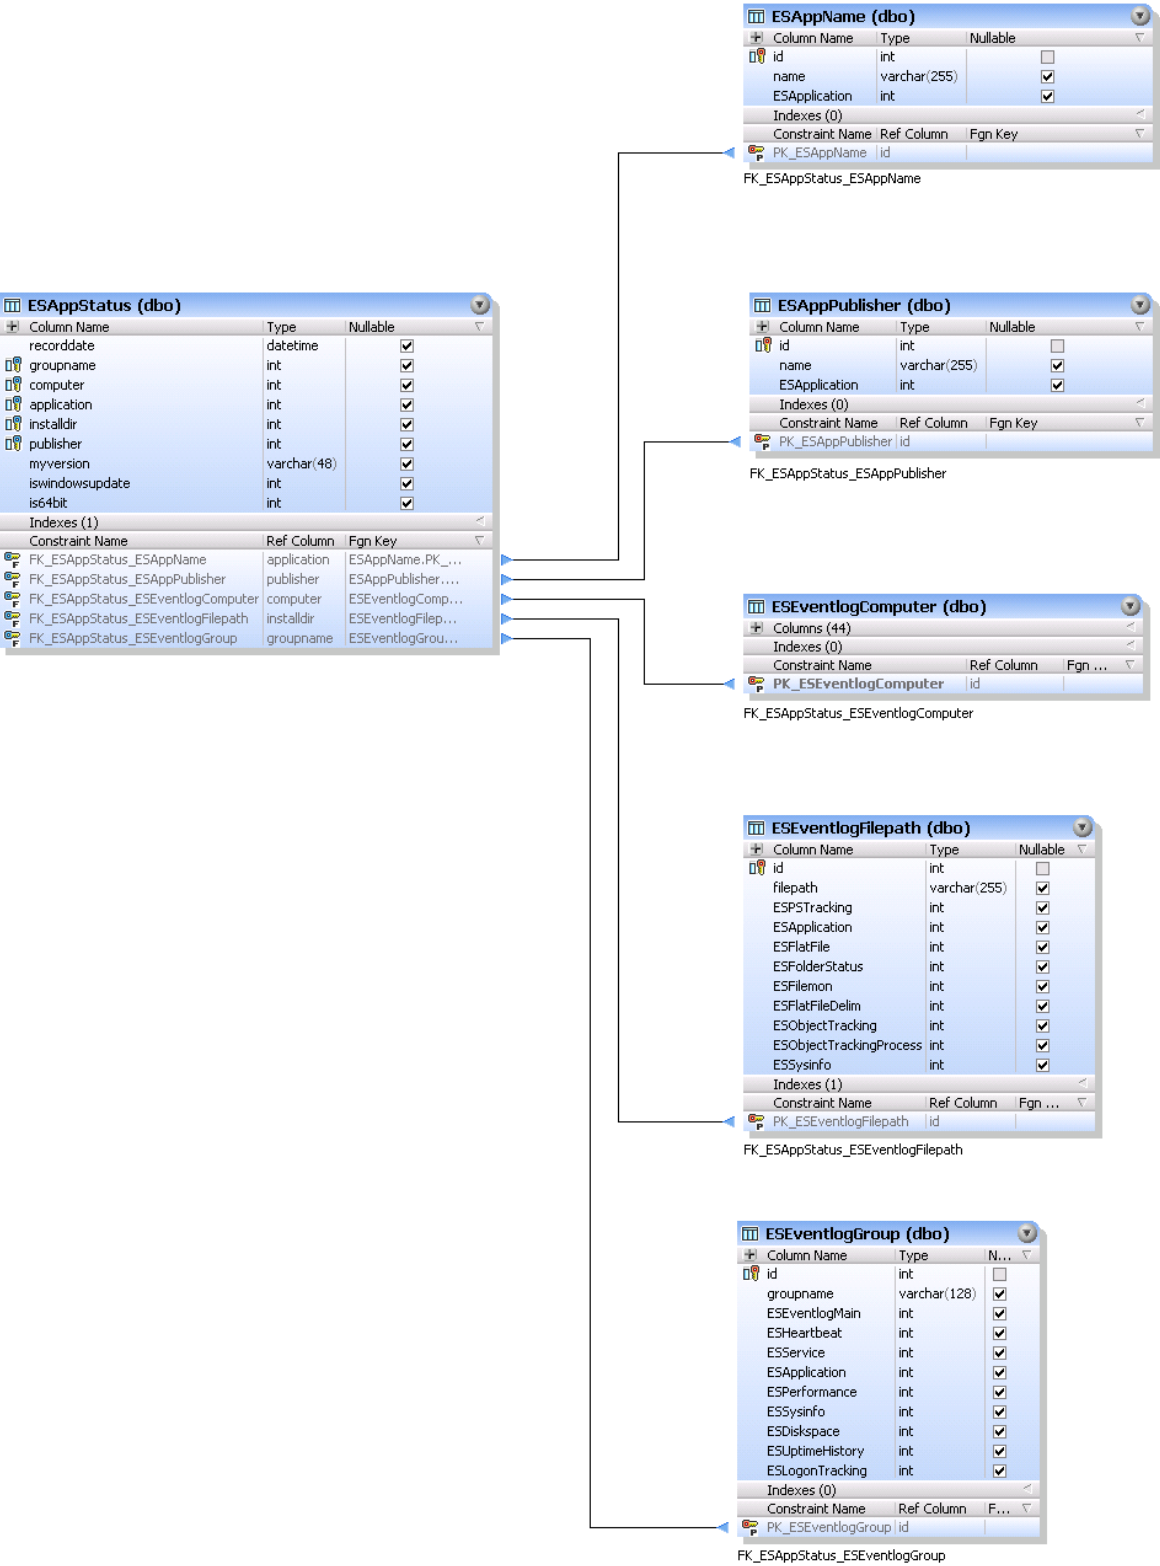 ESAppName (dbo)
Column Name Type Nullable
id int
name varchar(255)
ESApplication int
Indexes (0)
Constraint Name Ref Column Fgn Key
PK_ESAppName id
FK_ESAppStatus_ESAppName
ESAppStatus (dbo)
Column Name Type Nullable
recorddate datetime
groupname int
computer int
application int
installdir int
publisher int
myversion varchar(48)
iswindowsupdate int
is64bit int
Indexes (1)
Constraint Name Ref Column Fgn Key
FK_ESAppStatus_ESAppName application ESAppName.PK_...
FK_ESAppStatus_ESAppPublisher publisher ESAppPublisher....
FK_ESAppStatus_ESEventlogComputer computer ESEventlogComp...
FK_ESAppStatus_ESEventlogFilepath installdir ESEventlogFilep...
FK_ESAppStatus_ESEventlogGroup groupname ESEventlogGrou...
ESAppPublisher (dbo)
Column Name Type Nullable
id int
name varchar(255)
ESApplication int
Indexes (0)
Constraint Name Ref Column Fgn Key
PK_ESAppPublisher id
FK_ESAppStatus_ESAppPublisher
ESEventlogComputer (dbo)
Columns (44)
Indexes (0)
Constraint Name Ref Column Fgn ...
PK_ESEventlogComputer id
FK_ESAppStatus_ESEventlogComputer
ESEventlogFilepath (dbo)
Column Name Type Nullable
id int
filepath varchar(255)
ESPSTracking int
ESApplication int
ESFlatFile int
ESFolderStatus int
ESFilemon int
ESFlatFileDelim int
ESObjectTracking int
ESObjectTrackingProcess int
ESSysinfo int
Indexes (1)
Constraint Name Ref Column Fgn ...
PK_ESEventlogFilepath id
FK_ESAppStatus_ESEventlogFilepath
ESEventlogGroup (dbo)
Column Name Type N...
id int
groupname varchar(128)
ESEventlogMain int
ESHeartbeat int
ESService int
ESApplication int
ESPerformance int
ESSysinfo int
ESDiskspace int
ESUptimeHistory int
ESLogonTracking int
Indexes (0)
Constraint Name Ref Column F...
PK_ESEventlogGroup id
FK_ESAppStatus_ESEventlogGroup